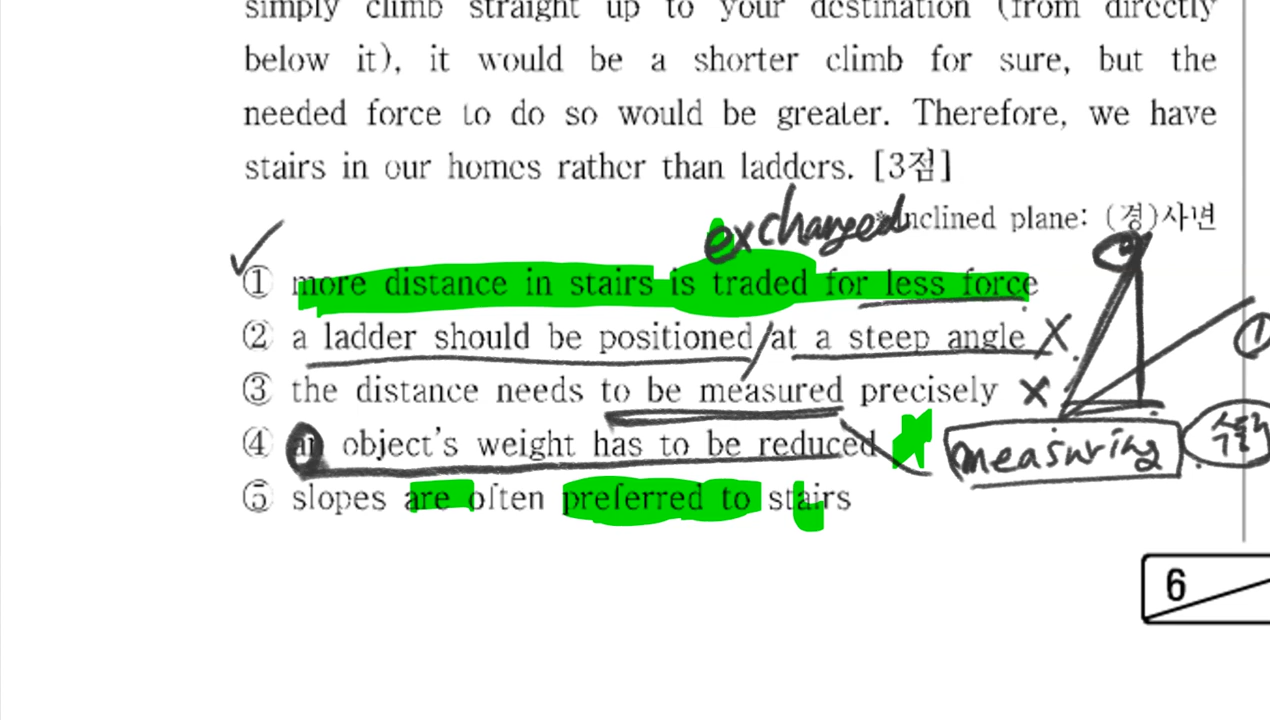 simply climb straight up to your destination (from directly
below it), it would be a shorter climb for sure, but the
needed force to do so would be greater. Therefore, we have
stairs in our homes rather than ladders. [3점]
exchanged
*inclined plane: (경)사변
① more distance in stairs is traded for less force
② a ladder should be positioned/at a steep angle X
①
③ the distance needs to be measured precisely X
④ an object's weight has to be reduced
measuring
⑤ slopes are often preferred to stairs
6